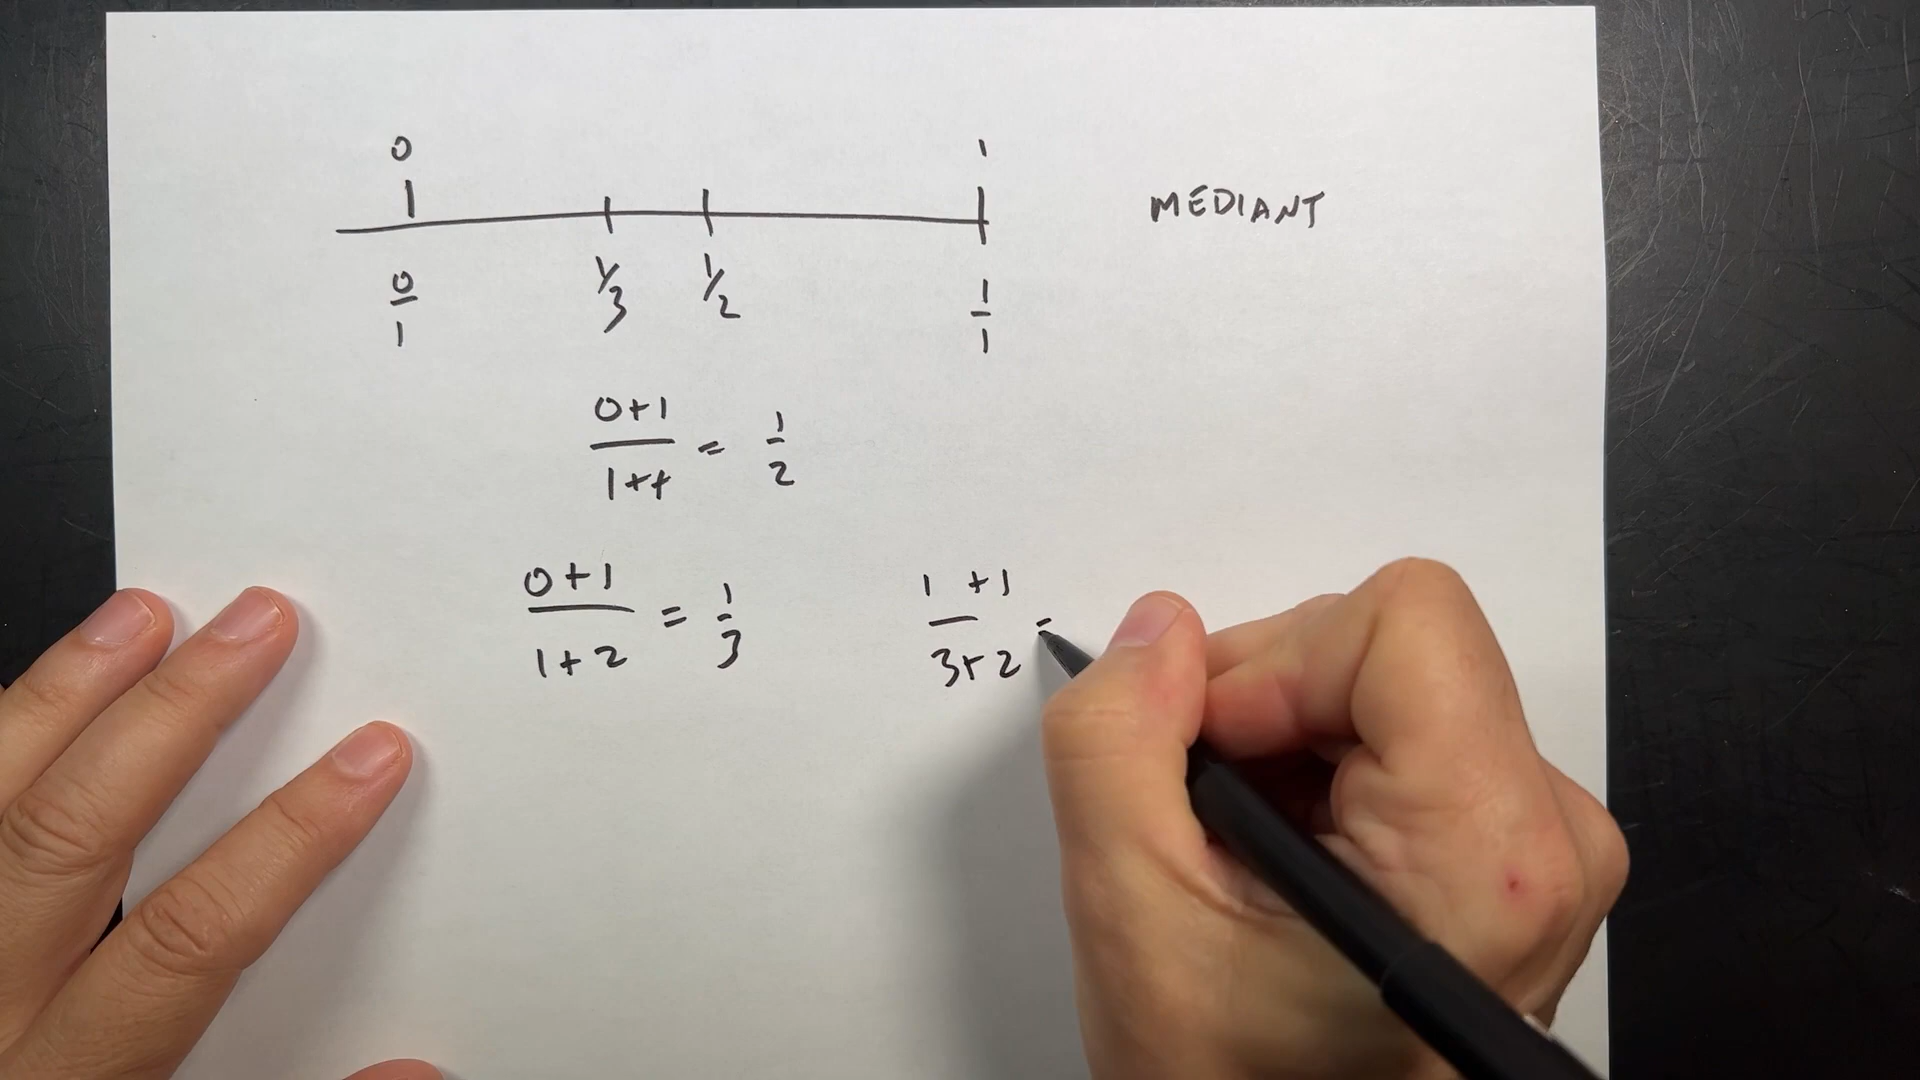 0 1
MEDIANT
0/1 1/3 1/2 1/1
0+1
1++ = 1/2
0+1
1+2 = 1/3
1 +1
3+2 =